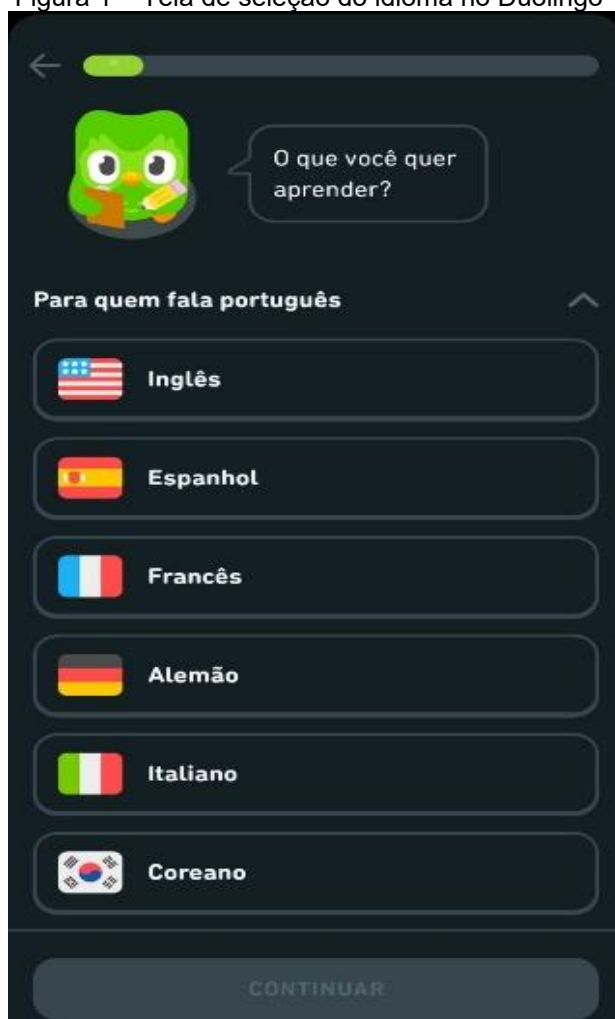 Figura 1 – Tela de seleção do idioma no Duolingo
O que você quer
aprender?
Para quem fala português
Inglês
Espanhol
Francês
Alemão
Italiano
Coreano
CONTINUAR